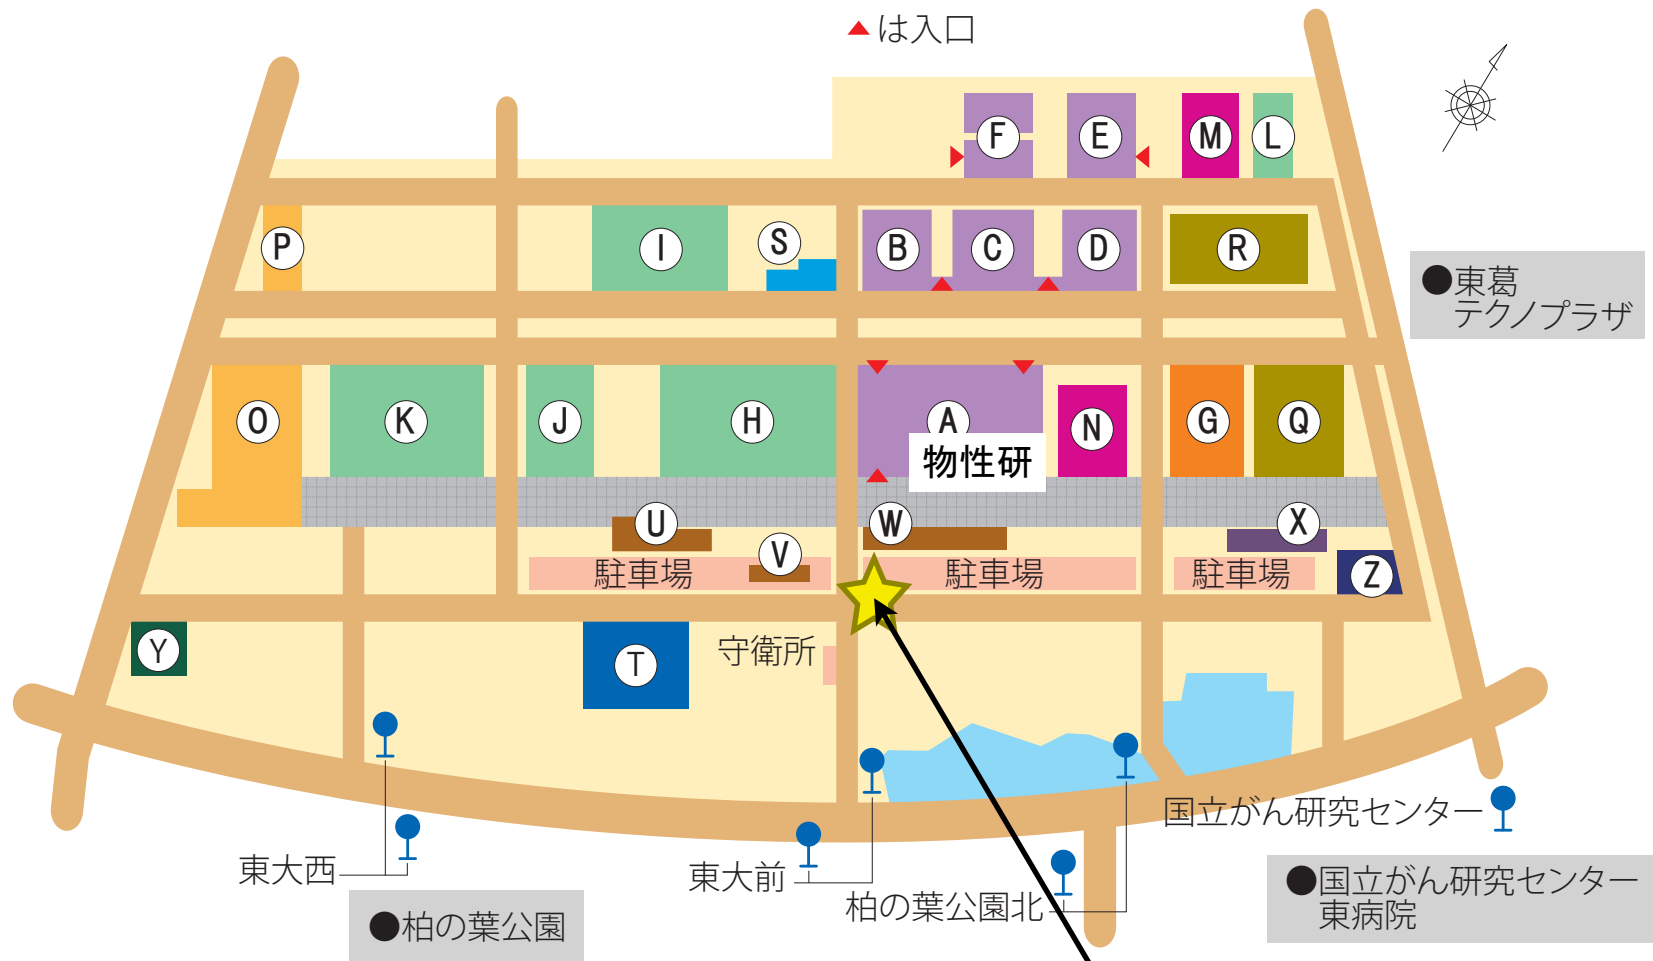 ▲は入口
F
E
M
L
P
I
S
B
C
D
R
●東葛
テクノプラザ
O
K
J
H
A
N
G
Q
物性研
U
V
W
X
Z
駐車場
駐車場
駐車場
Y
T
守衛所
国立がん研究センター
東大西
東大前
柏の葉公園北
●柏の葉公園
●国立がん研究センター
東病院